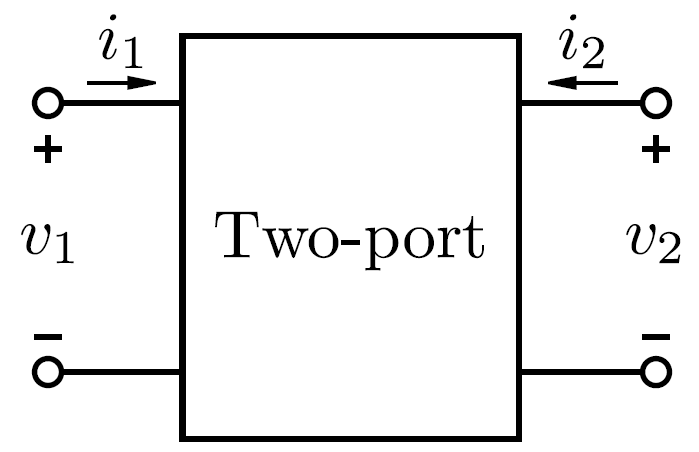 i₁ i₂
+ +
v₁ Two-port v₂
− −